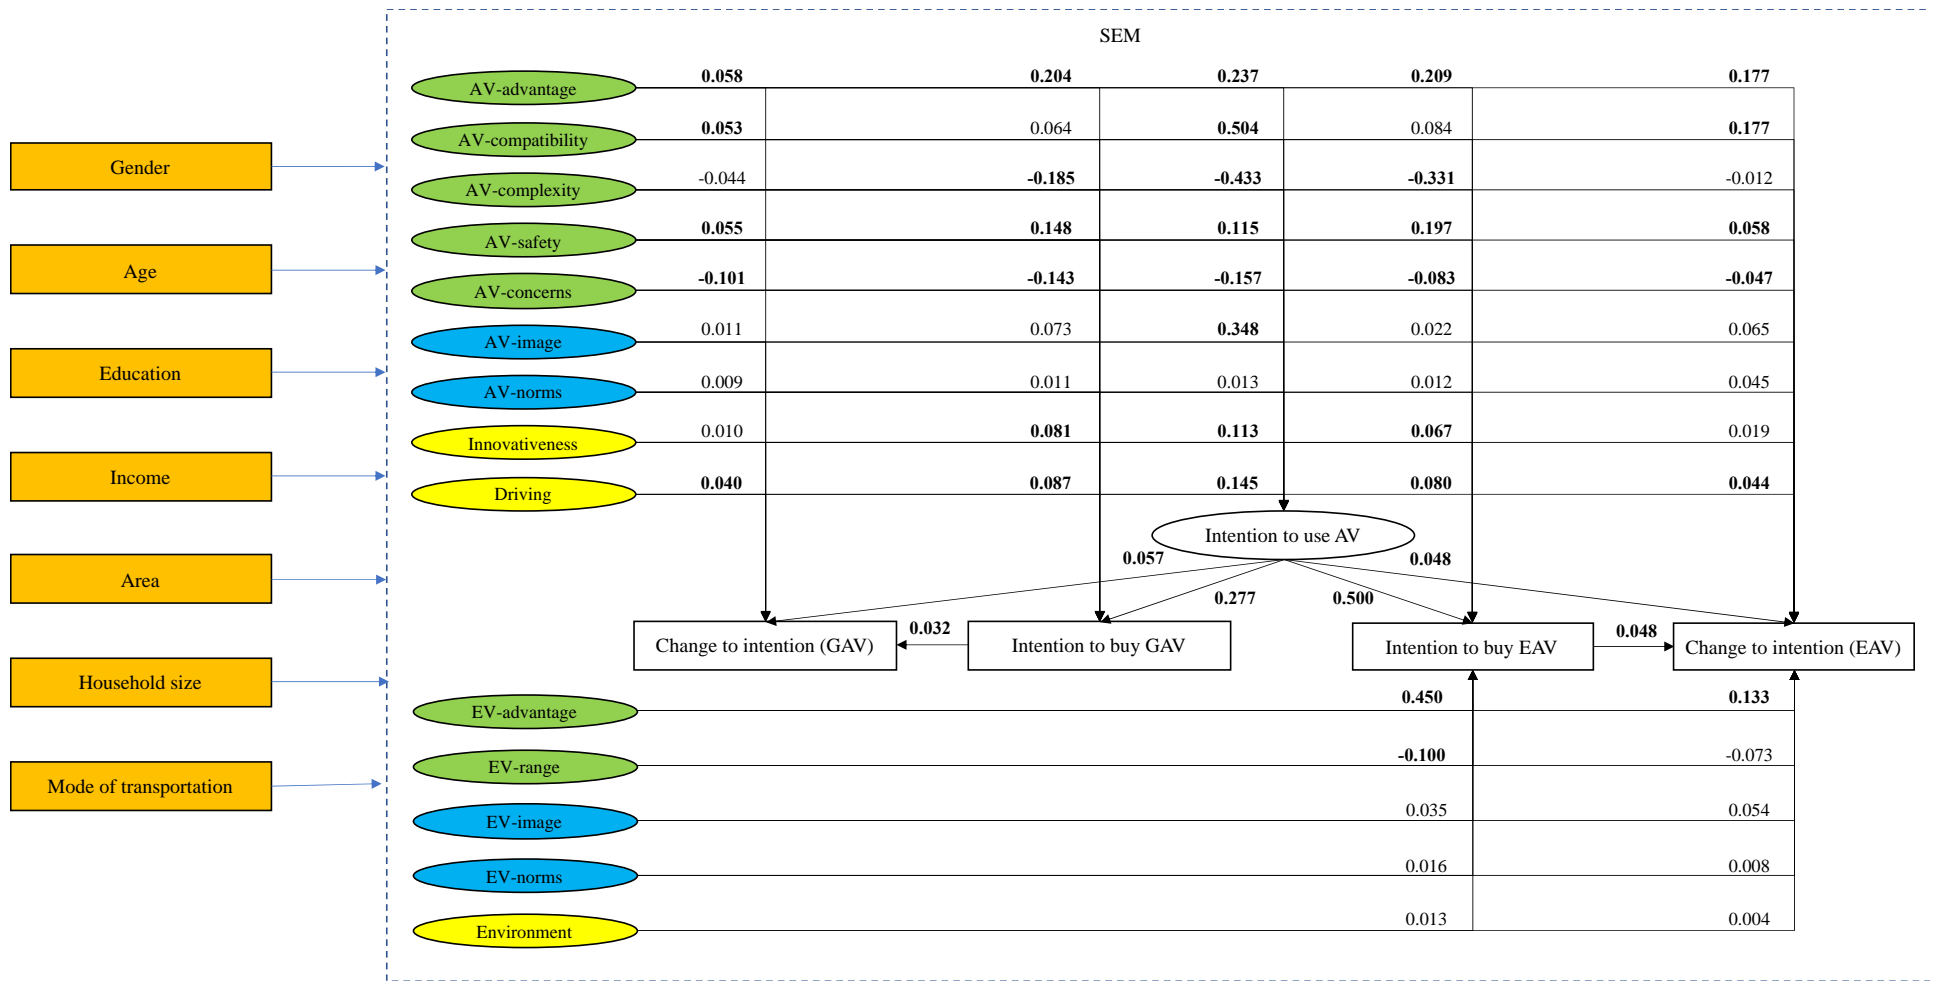 SEM
Gender
Age
Education
Income
Area
Household size
Mode of transportation
AV-advantage 0.058 0.204 0.237 0.209 0.177
AV-compatibility 0.053 0.064 0.504 0.084 0.177
AV-complexity -0.044 -0.185 -0.433 -0.331 -0.012
AV-safety 0.055 0.148 0.115 0.197 0.058
AV-concerns -0.101 -0.143 -0.157 -0.083 -0.047
AV-image 0.011 0.073 0.348 0.022 0.065
AV-norms 0.009 0.011 0.013 0.012 0.045
Innovativeness 0.010 0.081 0.113 0.067 0.019
Driving 0.040 0.087 0.145 0.080 0.044
Intention to use AV
0.057 0.048
0.277 0.500
0.032 0.048
Change to intention (GAV) Intention to buy GAV Intention to buy EAV Change to intention (EAV)
EV-advantage 0.450 0.133
EV-range -0.100 -0.073
EV-image 0.035 0.054
EV-norms 0.016 0.008
Environment 0.013 0.004